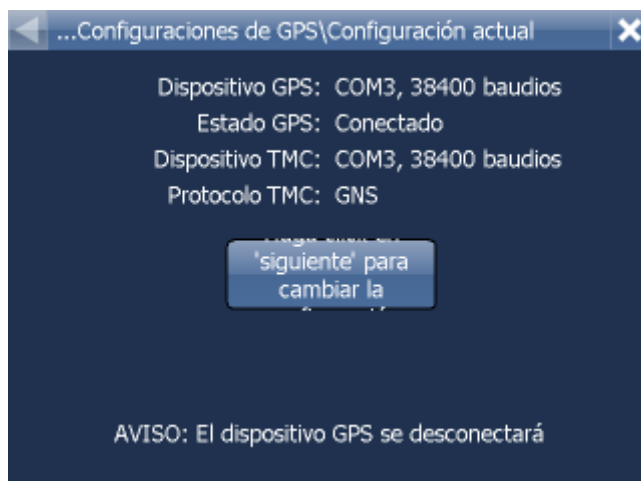 ...Configuraciones de GPS\Configuración actual
Dispositivo GPS: COM3, 38400 baudios
Estado GPS: Conectado
Dispositivo TMC: COM3, 38400 baudios
Protocolo TMC: GNS
'siguiente' para
cambiar la
AVISO: El dispositivo GPS se desconectará